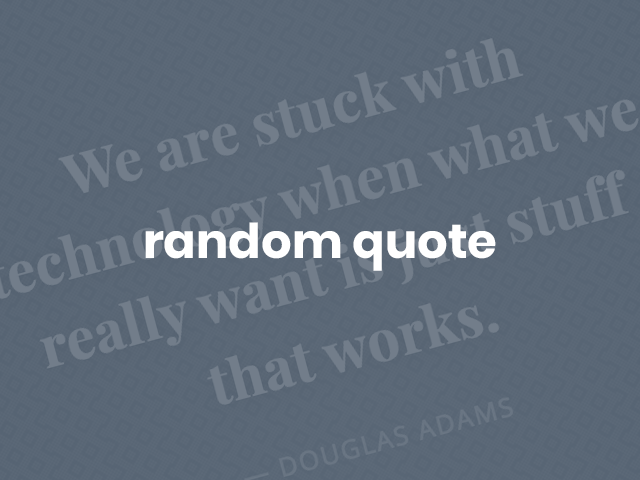 We are stuck with
technology when what we
really want is just stuff
that works.
— DOUGLAS ADAMS
random quote